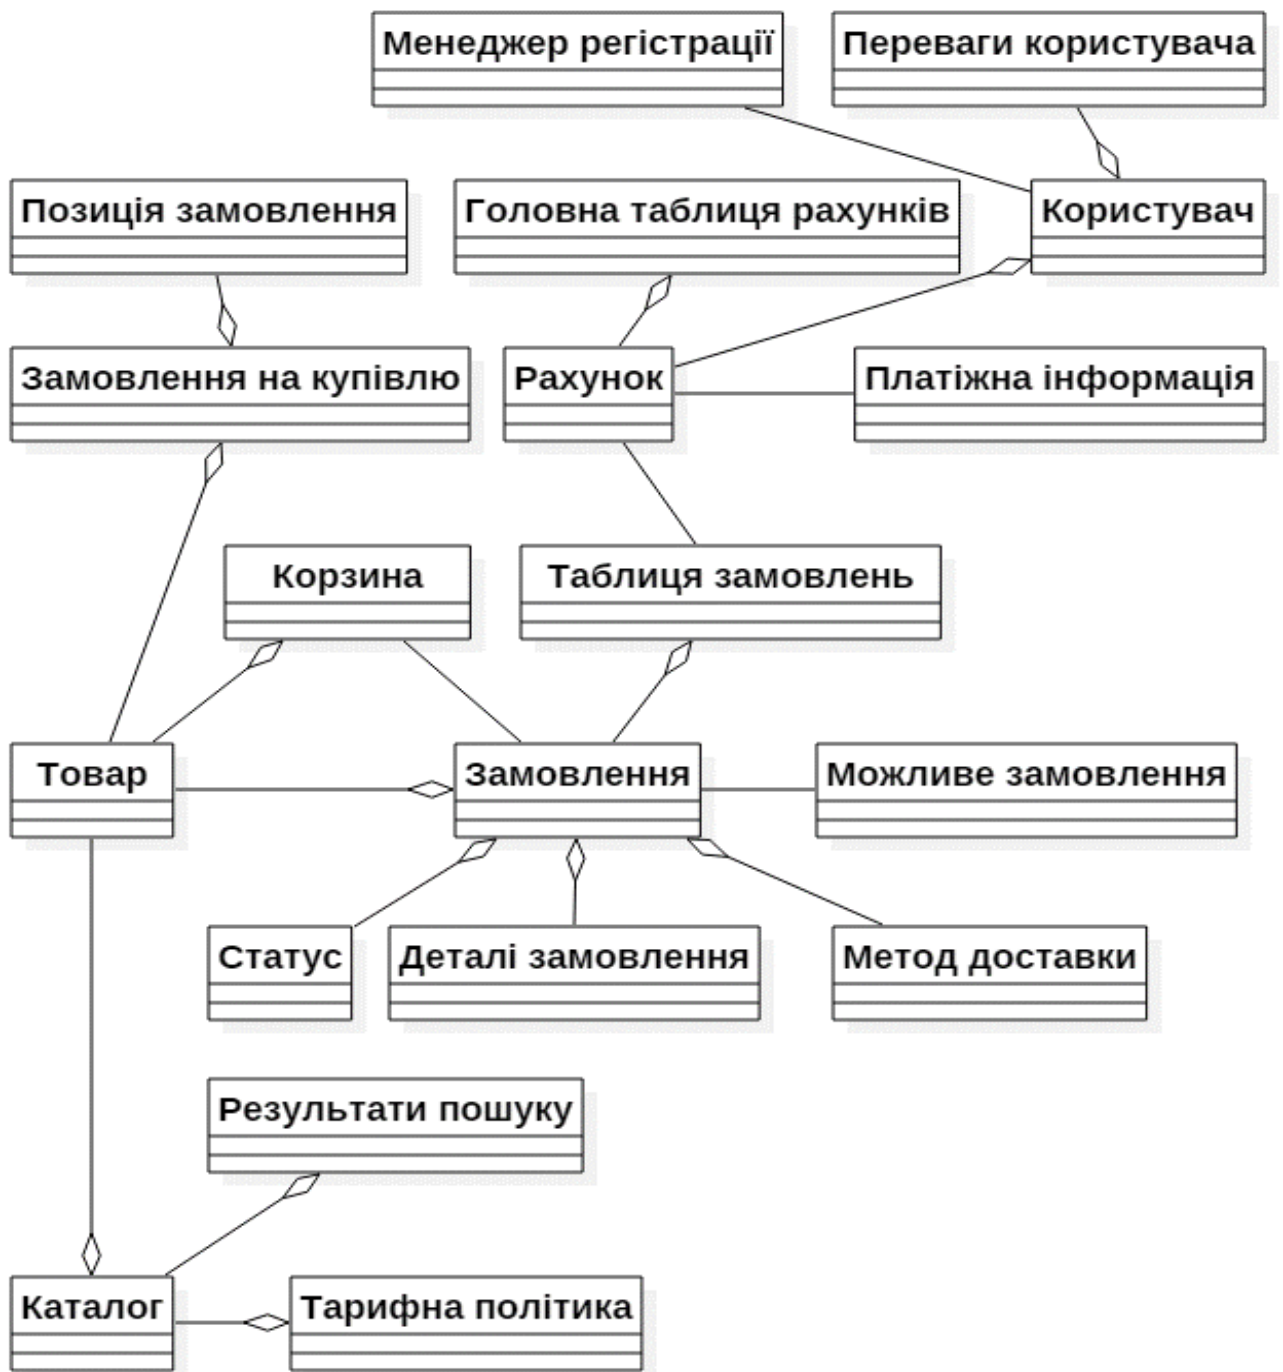 Менеджер реєстрації
Переваги користувача
Позиція замовлення
Головна таблиця рахунків
Користувач
Замовлення на купівлю
Рахунок
Платіжна інформація
Корзина
Таблиця замовлень
Товар
Замовлення
Можливе замовлення
Статус
Деталі замовлення
Метод доставки
Результати пошуку
Каталог
Тарифна політика